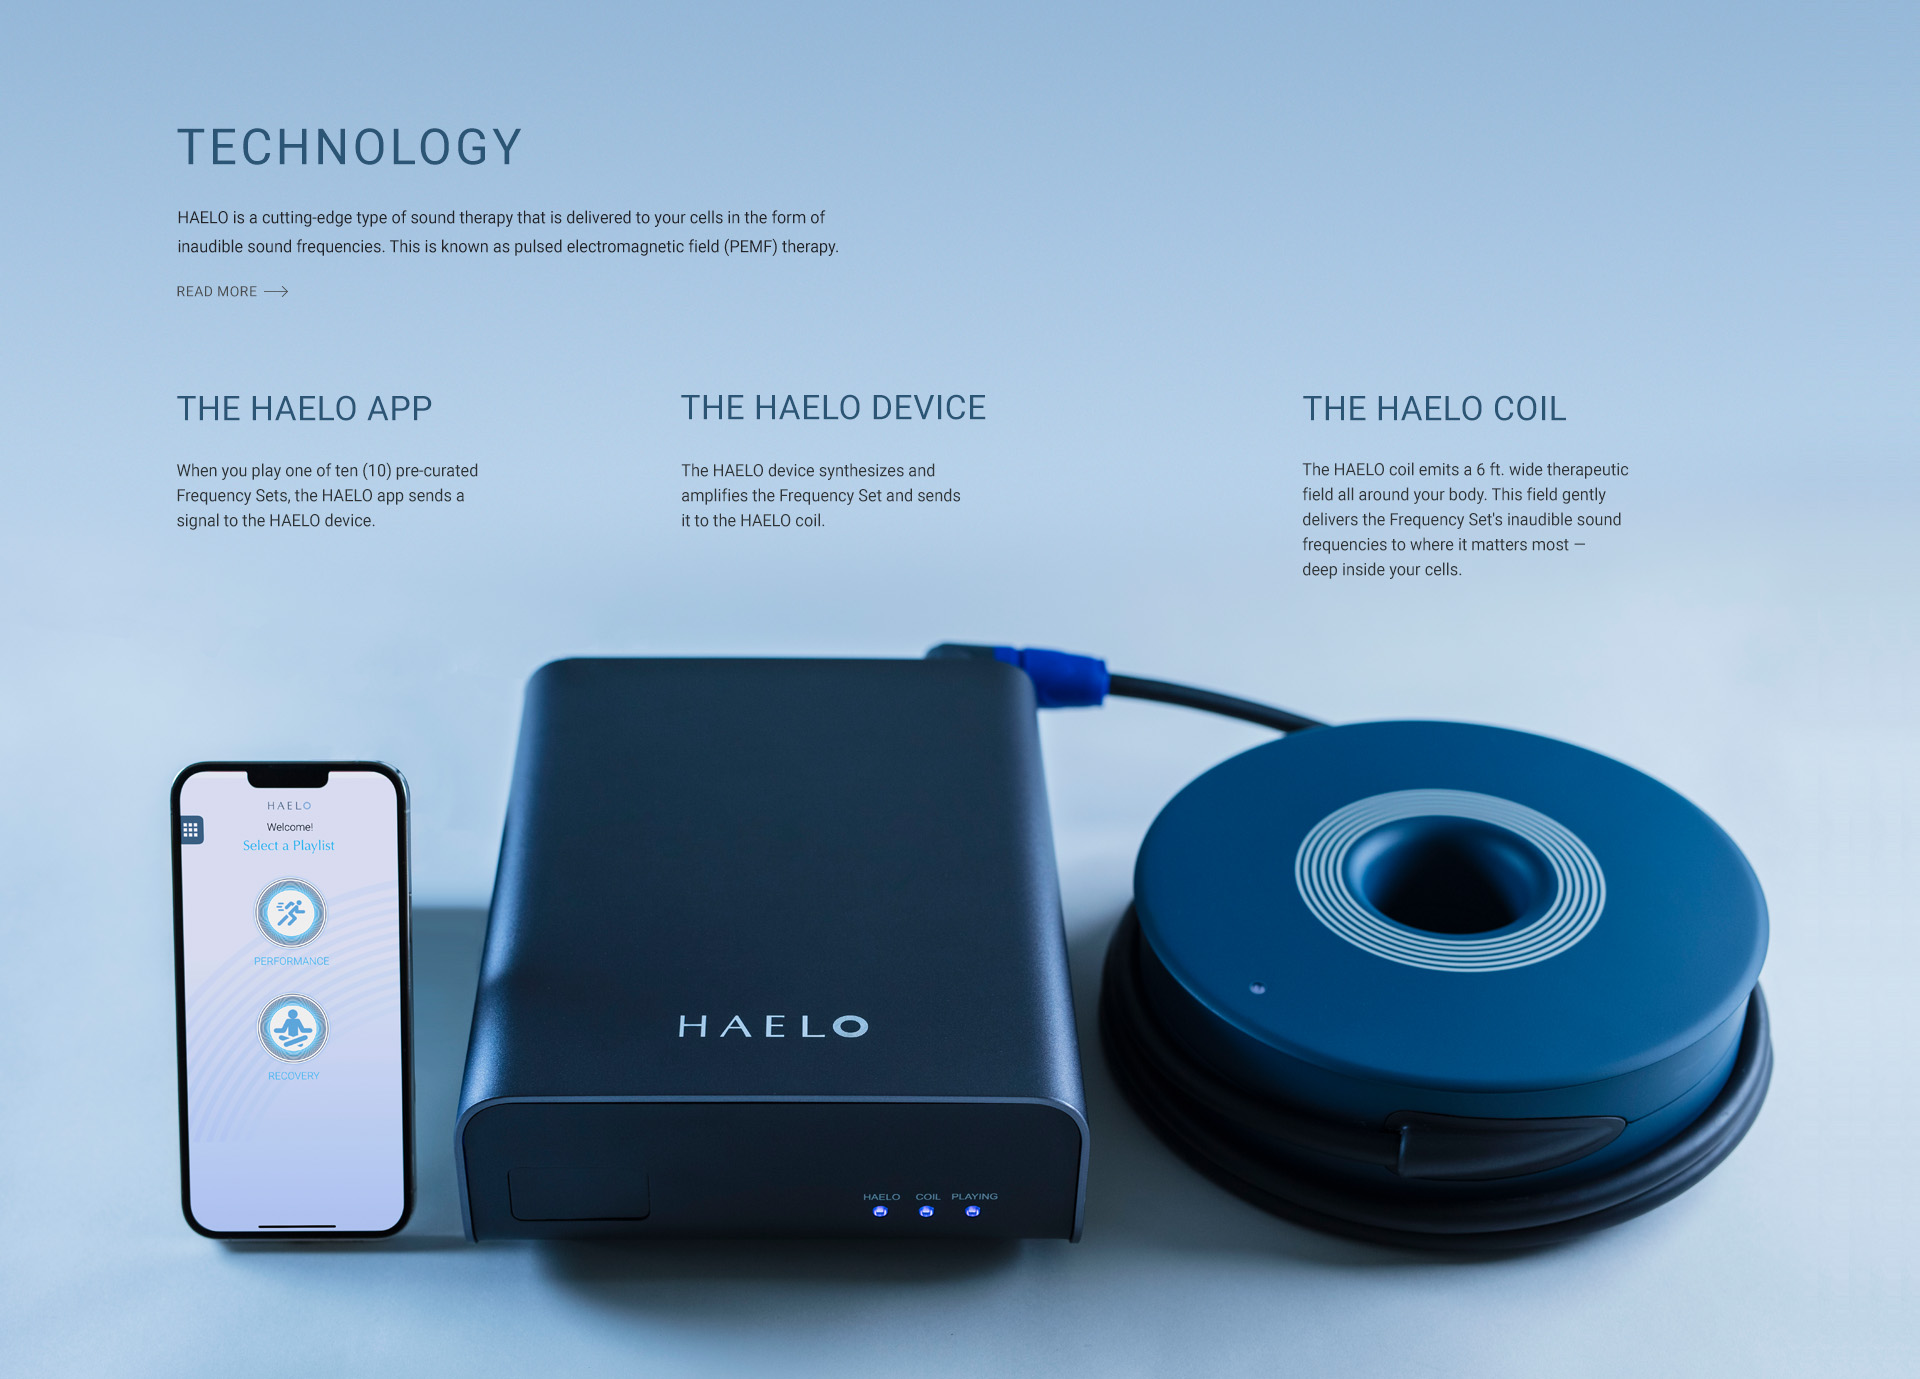 TECHNOLOGY
HAELO is a cutting-edge type of sound therapy that is delivered to your cells in the form of
inaudible sound frequencies. This is known as pulsed electromagnetic field (PEMF) therapy.
READ MORE
THE HAELO APP
When you play one of ten (10) pre-curated
Frequency Sets, the HAELO app sends a
signal to the HAELO device.
THE HAELO DEVICE
The HAELO device synthesizes and
amplifies the Frequency Set and sends
it to the HAELO coil.
THE HAELO COIL
The HAELO coil emits a 6 ft. wide therapeutic
field all around your body. This field gently
delivers the Frequency Set's inaudible sound
frequencies to where it matters most —
deep inside your cells.
HAELO
Welcome!
Select a Playlist
PERFORMANCE
RECOVERY
HAELO
HAELO COIL PLAYING